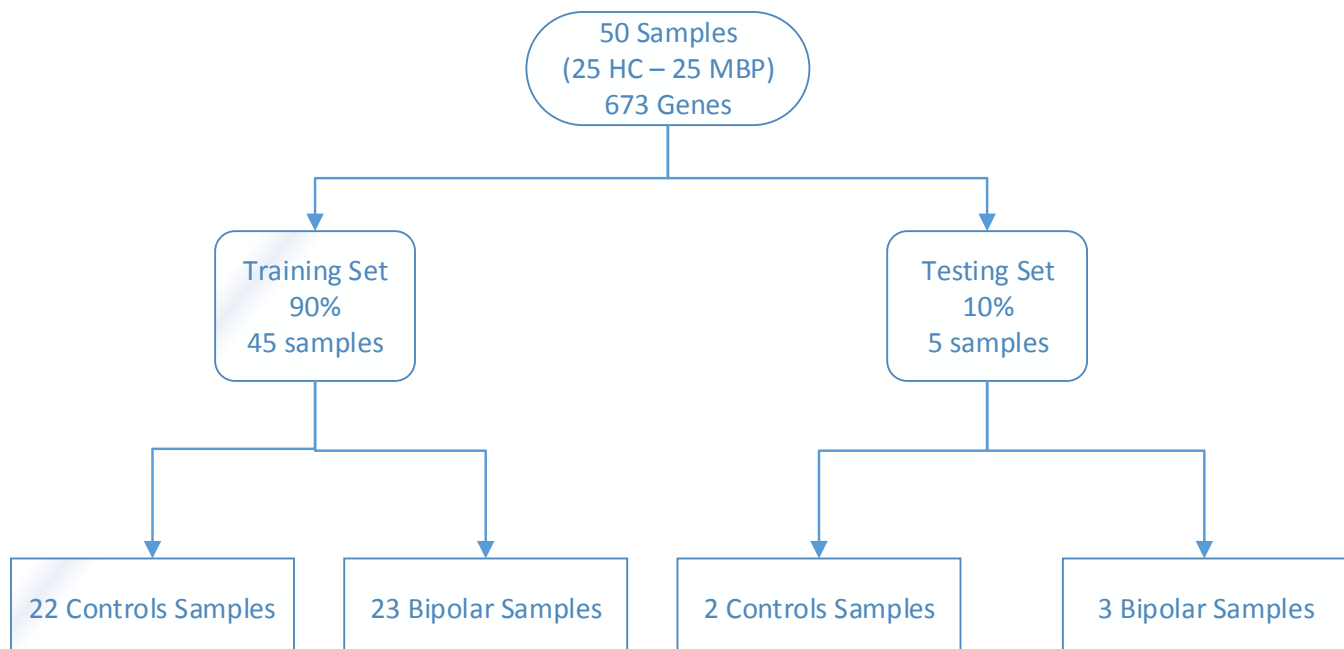 50 Samples
(25 HC – 25 MBP)
673 Genes
Training Set
90%
45 samples
Testing Set
10%
5 samples
22 Controls Samples
23 Bipolar Samples
2 Controls Samples
3 Bipolar Samples